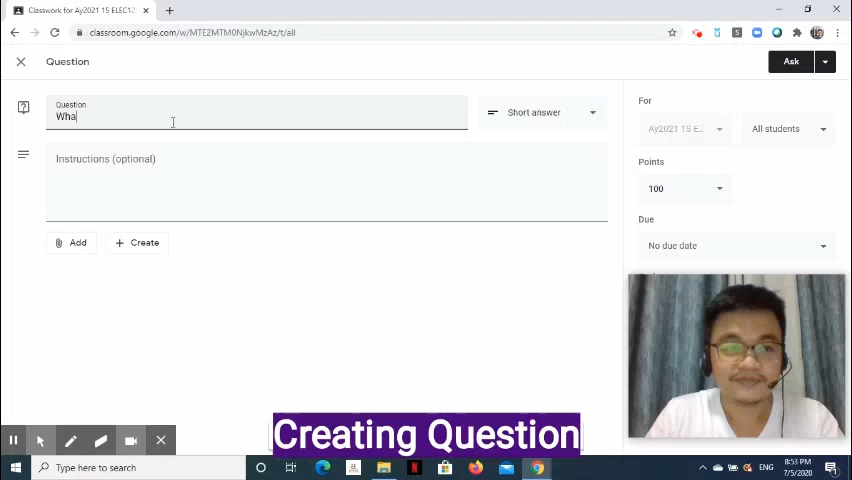 Classwork for Ay2021 1S ELEC12
classroom.google.com/w/MTE2MTM0NjkwMzAz/t/all
Question
Ask
Question
Wha
Short answer
Instructions (optional)
Add
Create
For
Ay2021 1S E...
All students
Points
100
Due
No due date
Creating Question
Type here to search
ENG
8:53 PM
7/5/2020